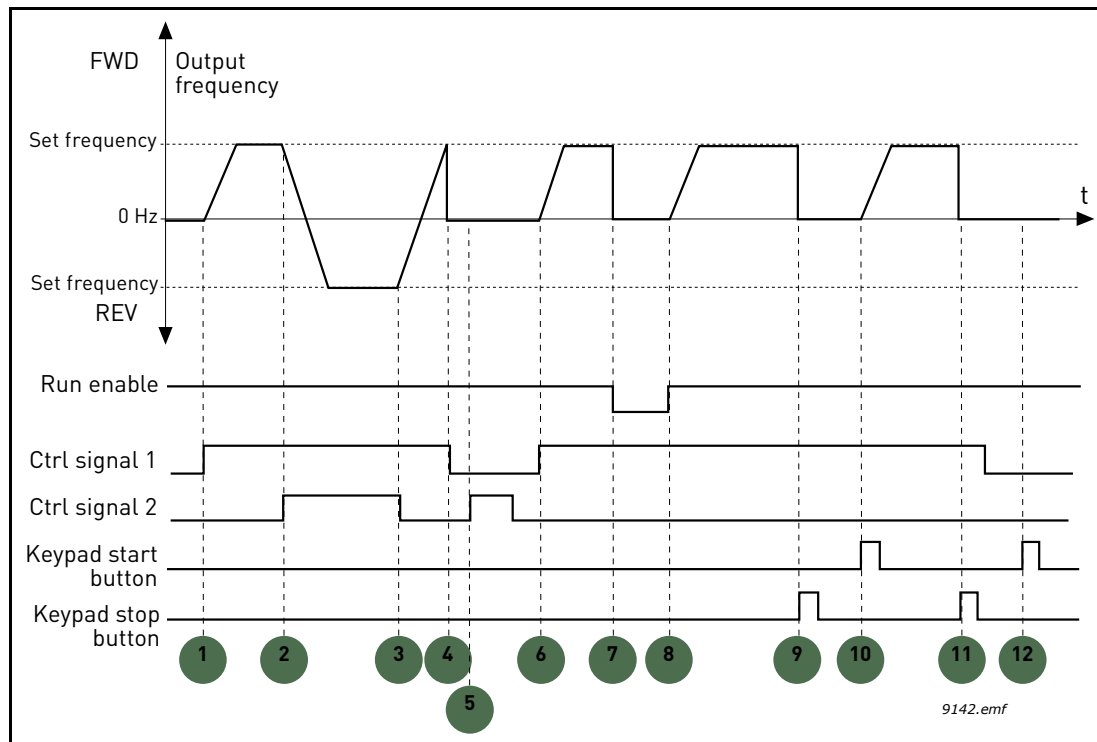 FWD
Output
frequency
Set frequency
t
0 Hz
Set frequency
REV
Run enable
Ctrl signal 1
Ctrl signal 2
Keypad start
button
Keypad stop
button
1
2
3
4
5
6
7
8
9
10
11
12
9142.emf